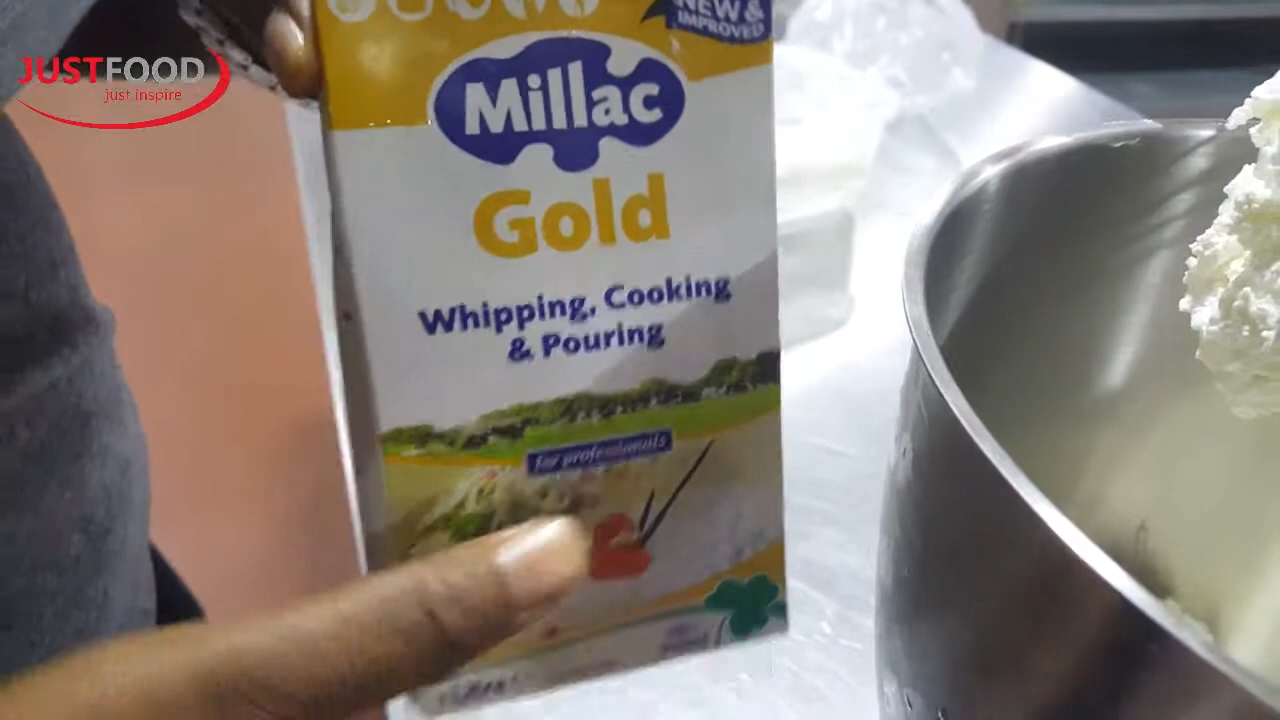 JUSTFOOD
just inspire
NEW &
IMPROVED
Millac
Gold
Whipping, Cooking
& Pouring
for professionals